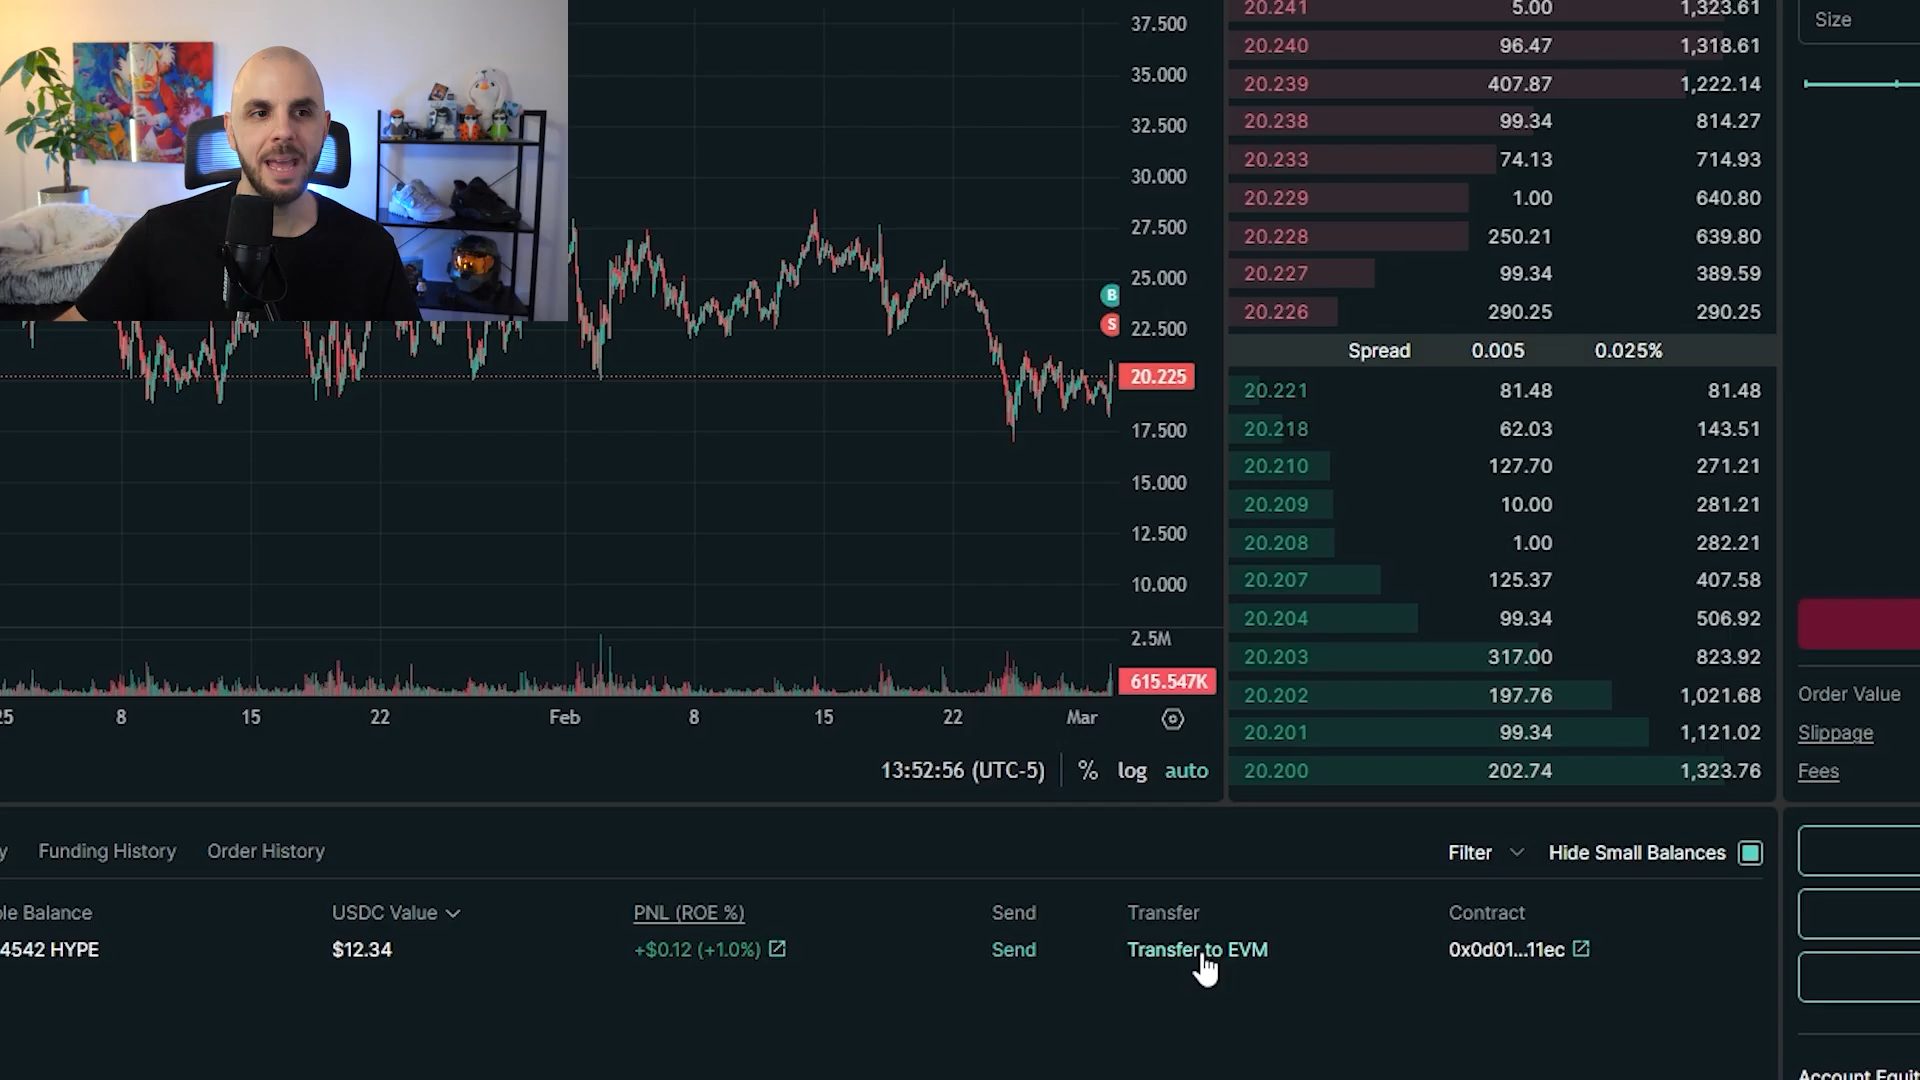 37.500
35.000
32.500
30.000
27.500
25.000
22.500
20.225
17.500
15.000
12.500
10.000
2.5M
615.547K
B
S
25 8 15 22 Feb 8 15 22 Mar
13:52:56 (UTC-5) % log auto
20.241 5.00 1,323.61
20.240 96.47 1,318.61
20.239 407.87 1,222.14
20.238 99.34 814.27
20.233 74.13 714.93
20.229 1.00 640.80
20.228 250.21 639.80
20.227 99.34 389.59
20.226 290.25 290.25
Spread 0.005 0.025%
20.221 81.48 81.48
20.218 62.03 143.51
20.210 127.70 271.21
20.209 10.00 281.21
20.208 1.00 282.21
20.207 125.37 407.58
20.204 99.34 506.92
20.203 317.00 823.92
20.202 197.76 1,021.68
20.201 99.34 1,121.02
20.200 202.74 1,323.76
Size
Order Value
Slippage
Fees
y Funding History Order History Filter Hide Small Balances
le Balance USDC Value PNL (ROE %) Send Transfer Contract
4542 HYPE $12.34 +$0.12 (+1.0%) Send Transfer to EVM 0x0d01...11ec
Account Equit